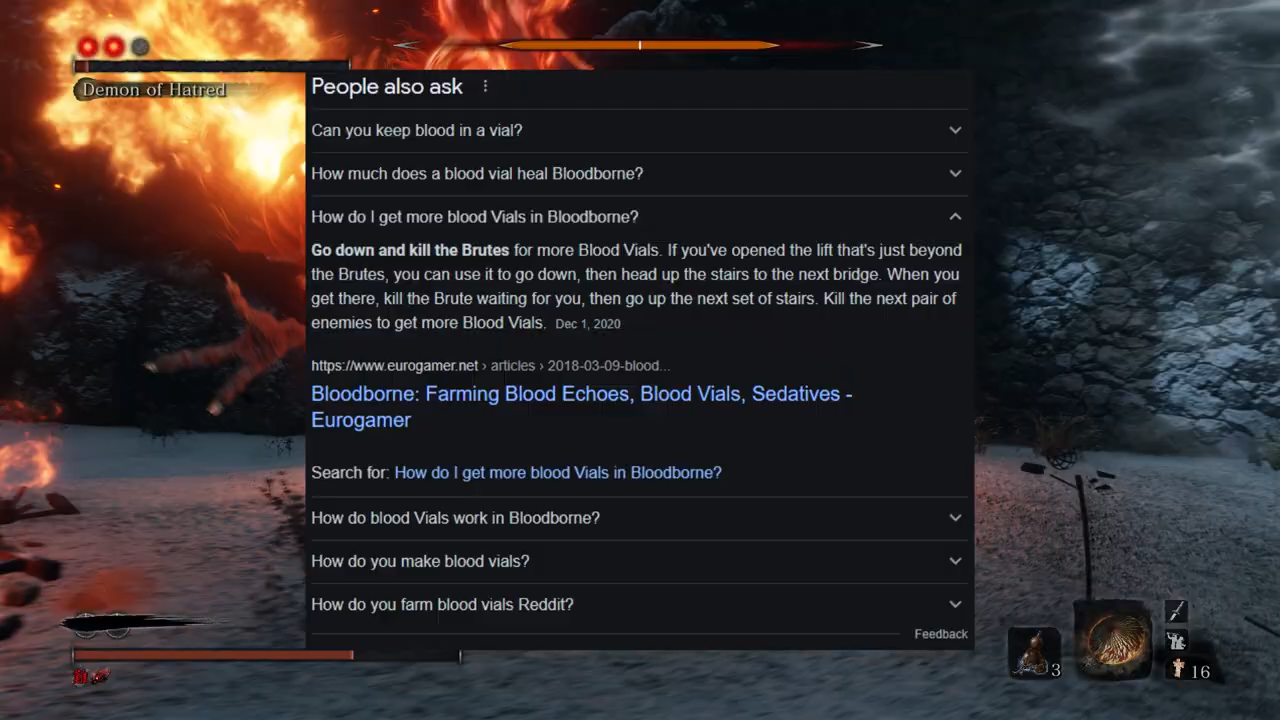 Demon of Hatred
People also ask
Can you keep blood in a vial?
How much does a blood vial heal Bloodborne?
How do I get more blood Vials in Bloodborne?
Go down and kill the Brutes for more Blood Vials. If you've opened the lift that's just beyond
the Brutes, you can use it to go down, then head up the stairs to the next bridge. When you
get there, kill the Brute waiting for you, then go up the next set of stairs. Kill the next pair of
enemies to get more Blood Vials. Dec 1, 2020
https://www.eurogamer.net › articles › 2018-03-09-blood...
Bloodborne: Farming Blood Echoes, Blood Vials, Sedatives -
Eurogamer
Search for: How do I get more blood Vials in Bloodborne?
How do blood Vials work in Bloodborne?
How do you make blood vials?
How do you farm blood vials Reddit?
Feedback
3
16